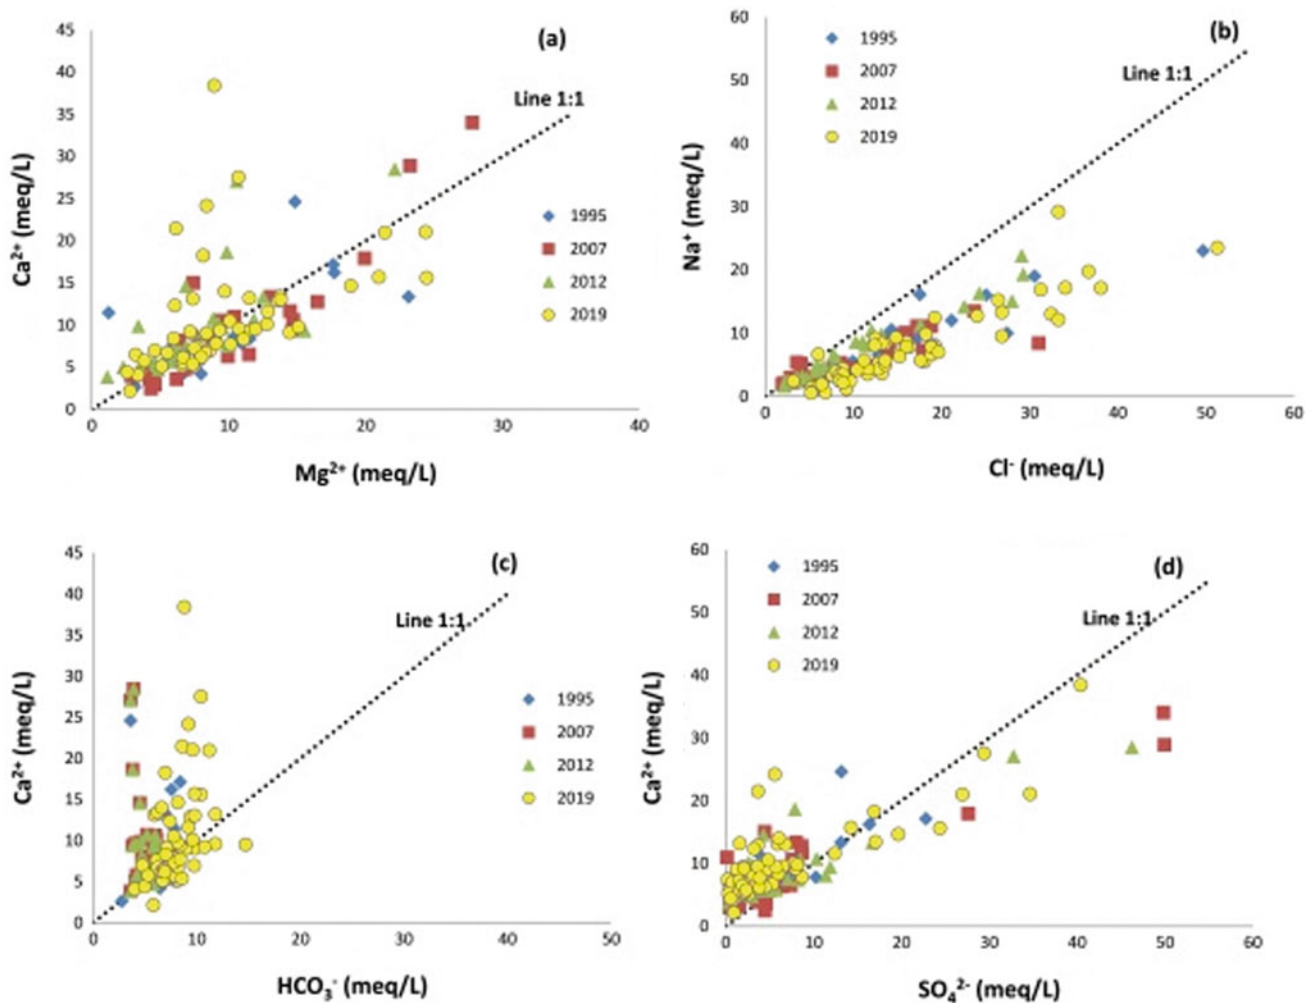 (a)
45
40
35
30
25
20
15
10
5
0
0 10 20 30 40
Ca²⁺ (meq/L)
Mg²⁺ (meq/L)
Line 1:1
1995
2007
2012
2019
(b)
60
50
40
30
20
10
0
0 10 20 30 40 50 60
Na⁺ (meq/L)
Cl⁻ (meq/L)
Line 1:1
1995
2007
2012
2019
(c)
45
40
35
30
25
20
15
10
5
0
0 10 20 30 40 50
Ca²⁺ (meq/L)
HCO₃⁻ (meq/L)
Line 1:1
1995
2007
2012
2019
(d)
60
50
40
30
20
10
0
0 10 20 30 40 50 60
Ca²⁺ (meq/L)
SO₄²⁻ (meq/L)
Line 1:1
1995
2007
2012
2019